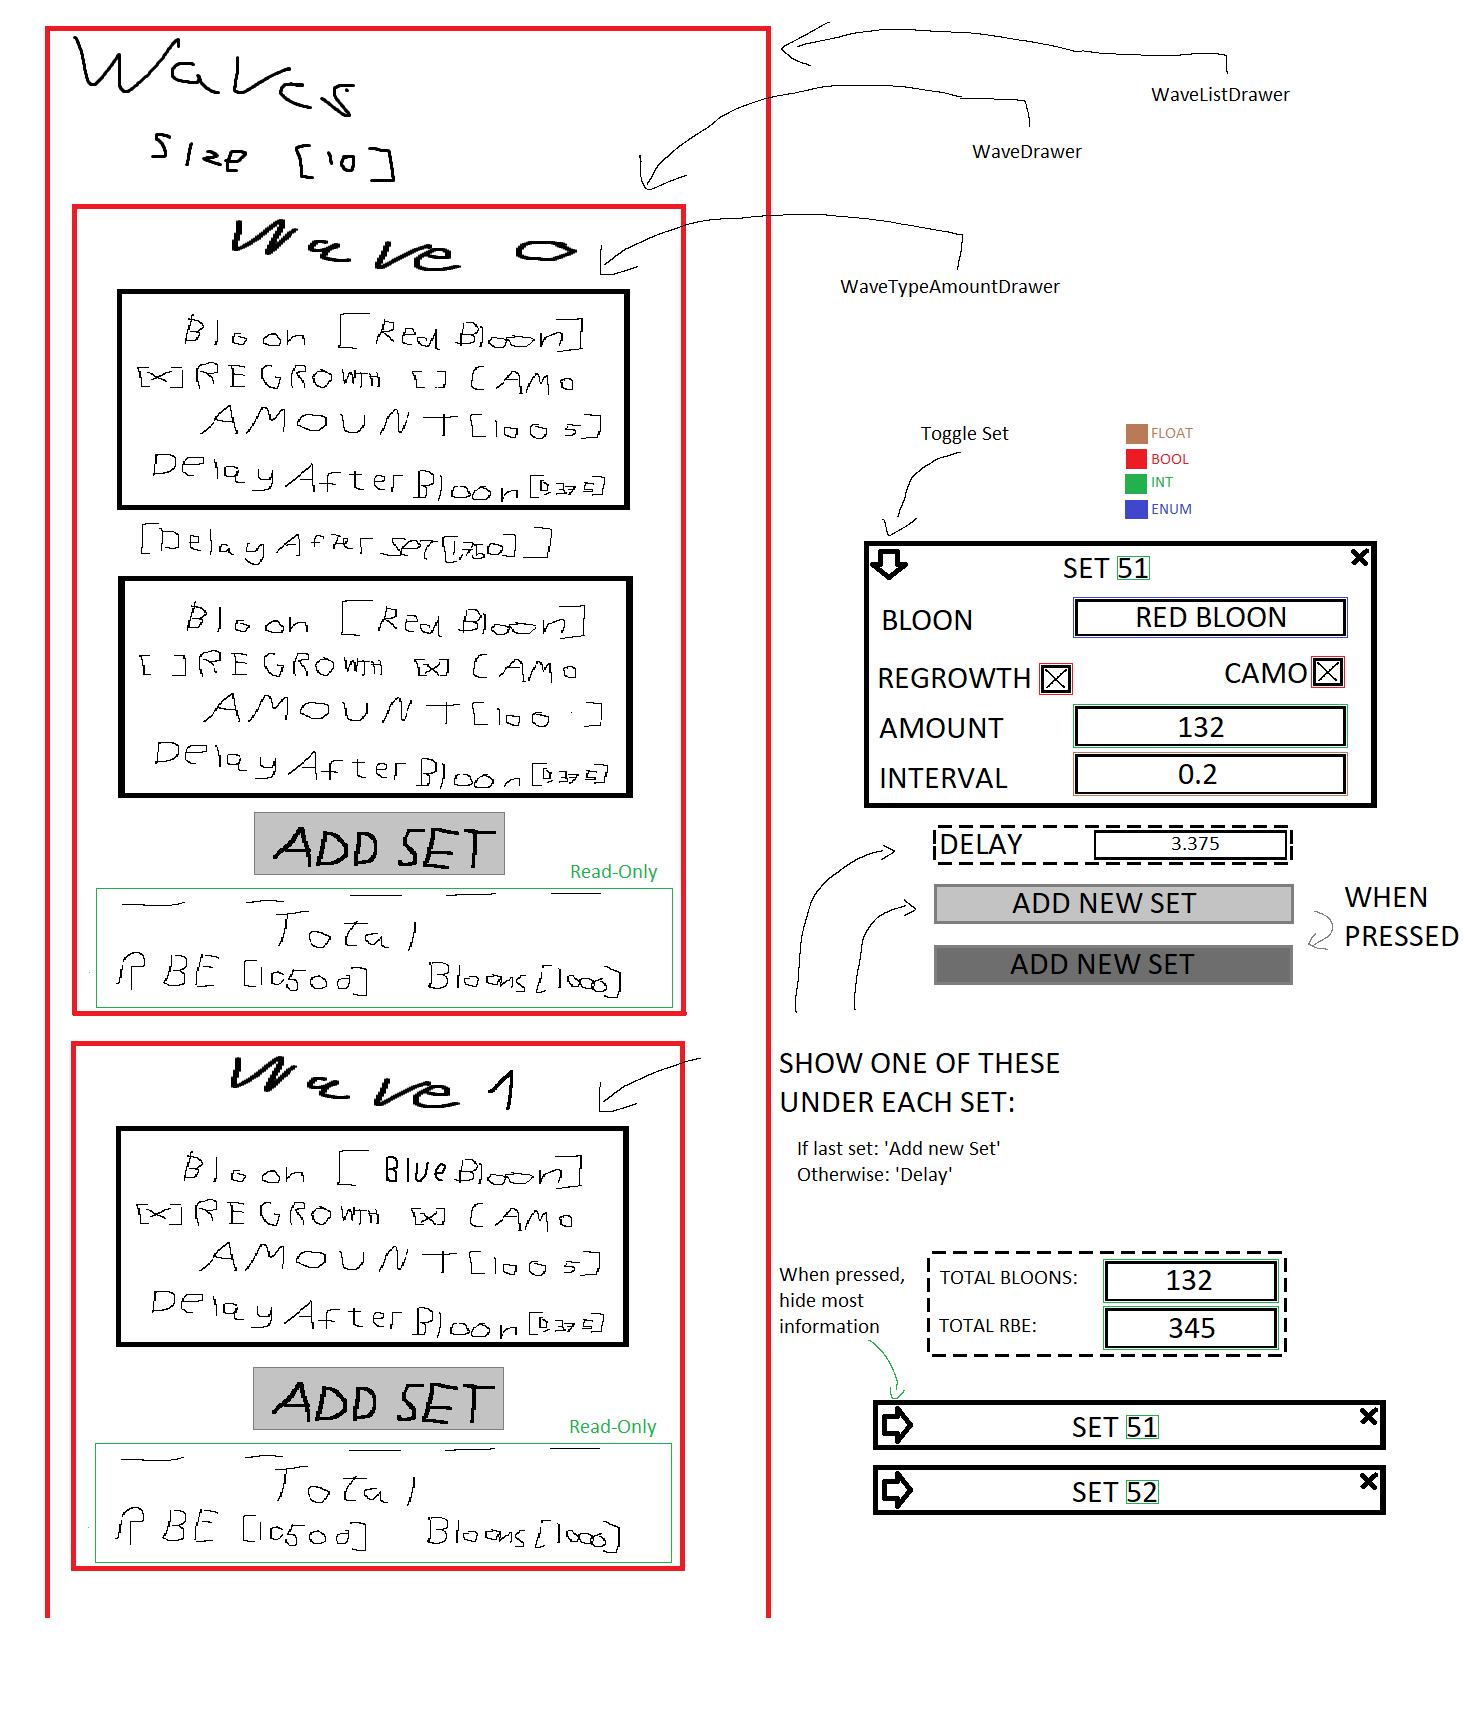 Waves
Size [10]
WaveListDrawer
WaveDrawer
WaveTypeAmountDrawer
Wave 0
Bloon [Red Bloon]
[x] REGROWTH [ ] CAMO
AMOUNT [1005]
Delay After Bloon [0.375]
[Delay After Set [1.750]]
Bloon [Red Bloon]
[ ] REGROWTH [x] CAMO
AMOUNT [100 ]
Delay After Bloon [0.375]
ADD SET
Read-Only
Total
RBE [10500] Bloons [1000]
Wave 1
Bloon [Blue Bloon]
[x] REGROWTH [x] CAMO
AMOUNT [1005]
Delay After Bloon [0.375]
ADD SET
Read-Only
Total
RBE [10500] Bloons [1000]
Toggle Set
FLOAT
BOOL
INT
ENUM
SET 51
BLOON RED BLOON
REGROWTH CAMO
AMOUNT 132
INTERVAL 0.2
DELAY 3.375
ADD NEW SET
ADD NEW SET
WHEN
PRESSED
SHOW ONE OF THESE
UNDER EACH SET:
If last set: 'Add new Set'
Otherwise: 'Delay'
When pressed,
hide most
information
TOTAL BLOONS: 132
TOTAL RBE: 345
SET 51
SET 52